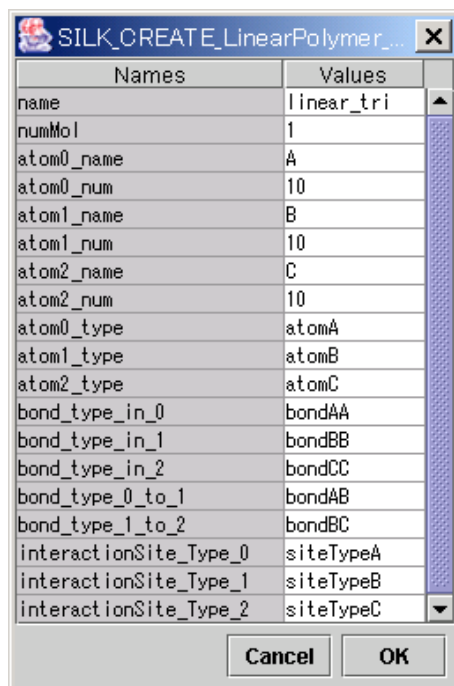 SILK_CREATE_LinearPolymer_...
Names Values
name linear_tri
numMol 1
atom0_name A
atom0_num 10
atom1_name B
atom1_num 10
atom2_name C
atom2_num 10
atom0_type atomA
atom1_type atomB
atom2_type atomC
bond_type_in_0 bondAA
bond_type_in_1 bondBB
bond_type_in_2 bondCC
bond_type_0_to_1 bondAB
bond_type_1_to_2 bondBC
interactionSite_Type_0 siteTypeA
interactionSite_Type_1 siteTypeB
interactionSite_Type_2 siteTypeC
Cancel OK